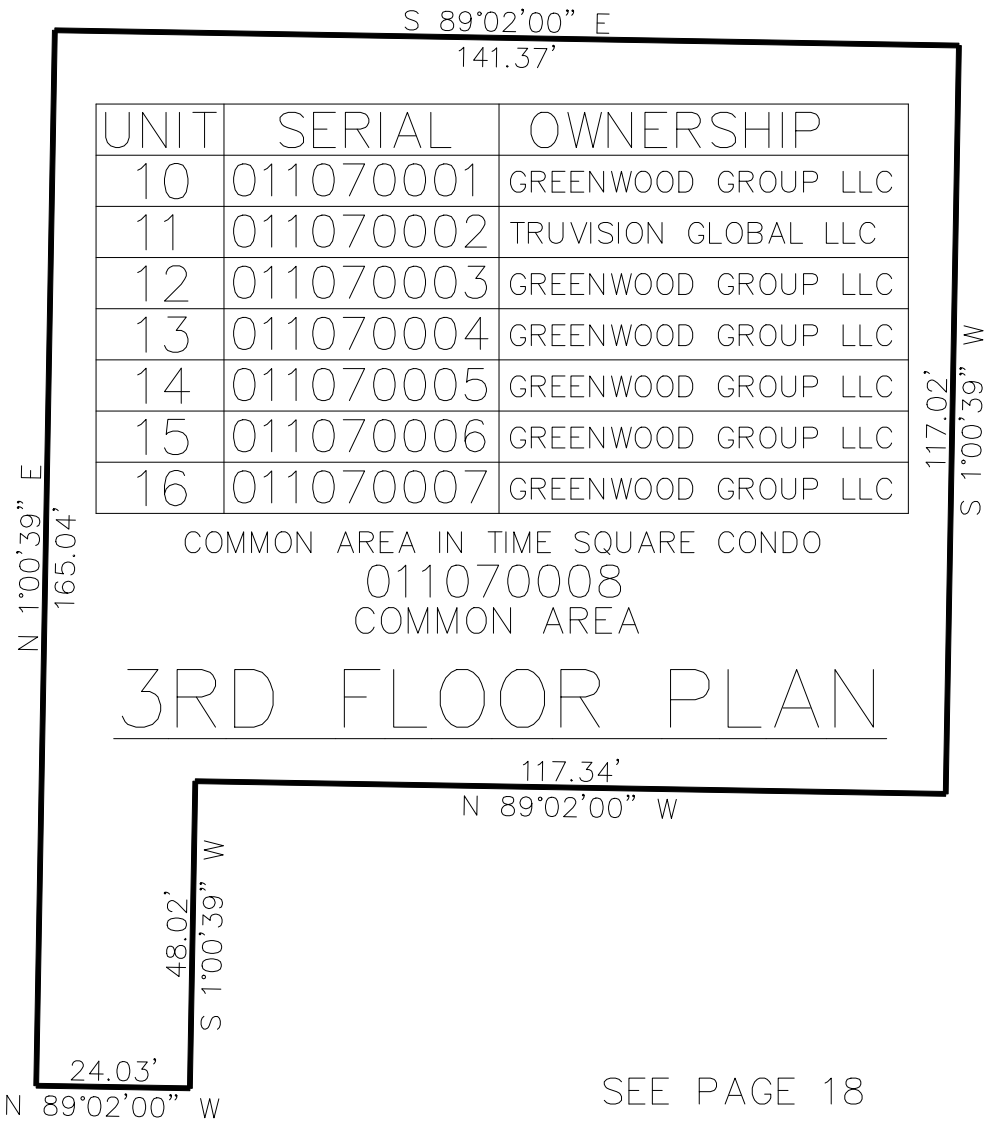 S 89°02'00" E
141.37'
UNIT SERIAL OWNERSHIP
10 011070001 GREENWOOD GROUP LLC
11 011070002 TRUVISION GLOBAL LLC
12 011070003 GREENWOOD GROUP LLC
13 011070004 GREENWOOD GROUP LLC
14 011070005 GREENWOOD GROUP LLC
15 011070006 GREENWOOD GROUP LLC
16 011070007 GREENWOOD GROUP LLC
117.02'
S 1°00'39" W
N 1°00'39" E
165.04'
COMMON AREA IN TIME SQUARE CONDO
011070008
COMMON AREA
3RD FLOOR PLAN
117.34'
N 89°02'00" W
48.02'
S 1°00'39" W
24.03'
N 89°02'00" W
SEE PAGE 18